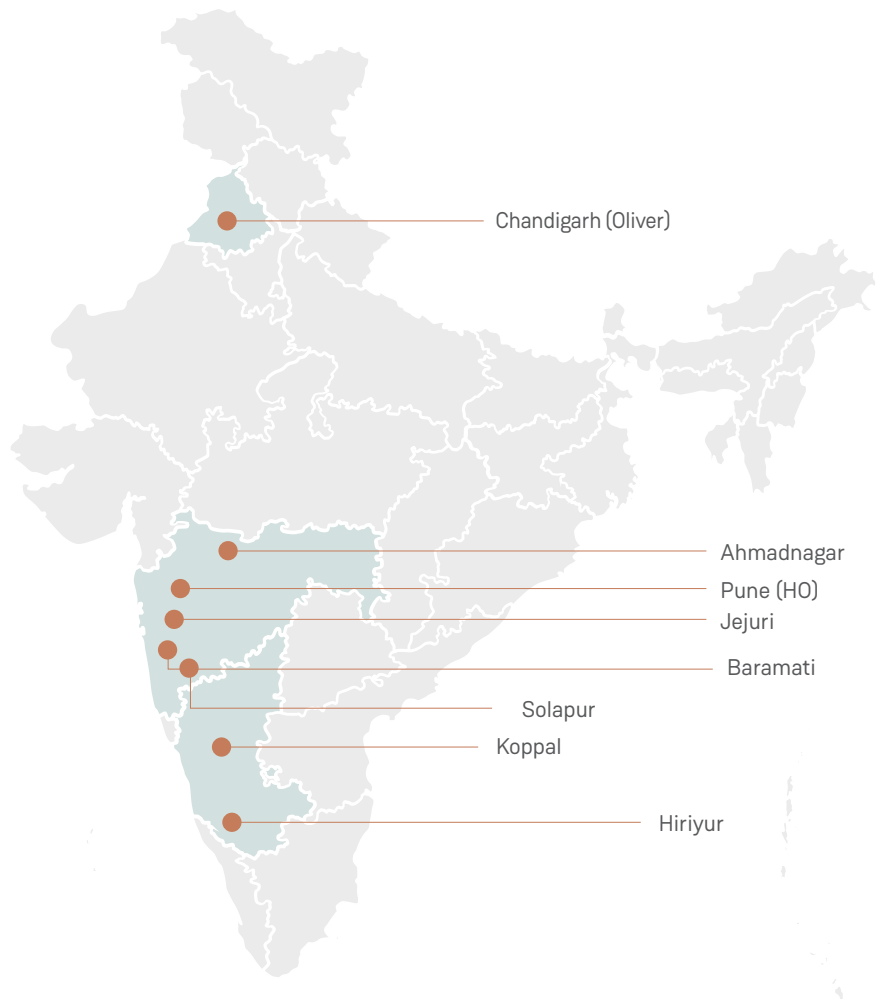 Chandigarh (Oliver)
Ahmadnagar
Pune (HO)
Jejuri
Baramati
Solapur
Koppal
Hiriyur